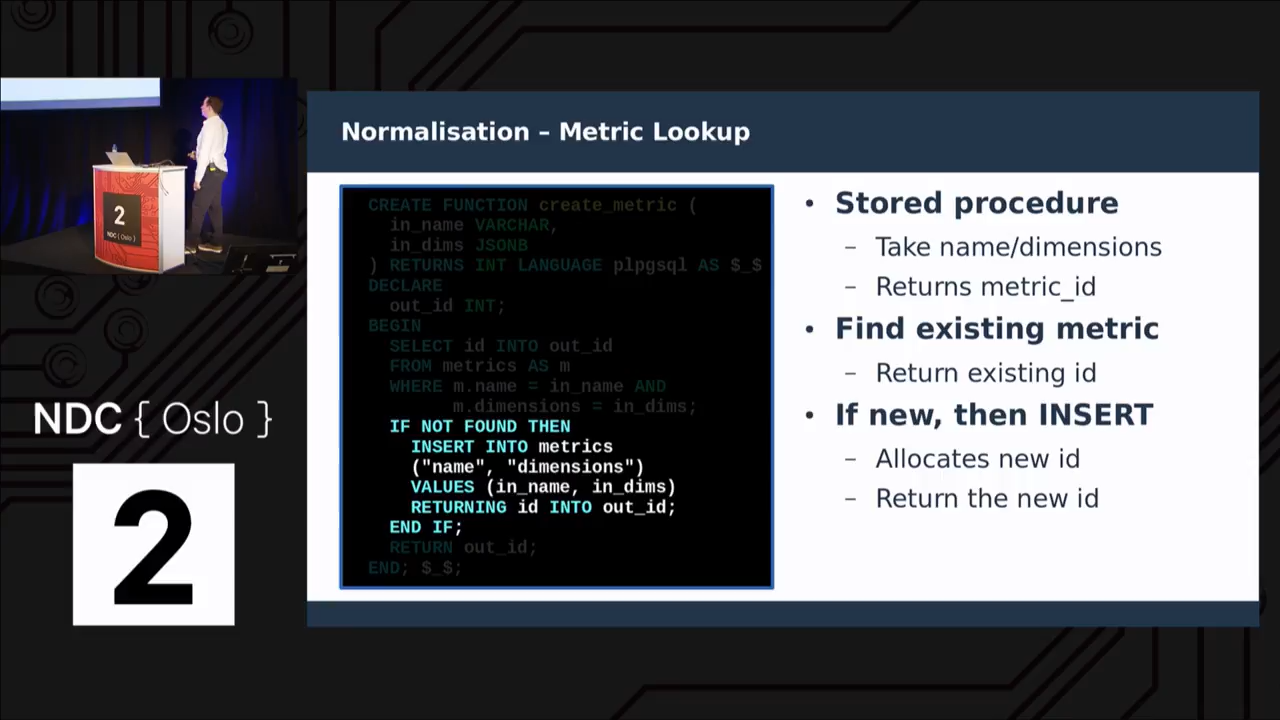 Normalisation – Metric Lookup
CREATE FUNCTION create_metric (
in_name VARCHAR,
in_dims JSONB
) RETURNS INT LANGUAGE plpgsql AS $_$
DECLARE
out_id INT;
BEGIN
SELECT id INTO out_id
FROM metrics AS m
WHERE m.name = in_name AND
m.dimensions = in_dims;
IF NOT FOUND THEN
INSERT INTO metrics
("name", "dimensions")
VALUES (in_name, in_dims)
RETURNING id INTO out_id;
END IF;
RETURN out_id;
END; $_$;
• Stored procedure
– Take name/dimensions
– Returns metric_id
• Find existing metric
– Return existing id
• If new, then INSERT
– Allocates new id
– Return the new id
2
NDC { Oslo }
NDC { Oslo }
2